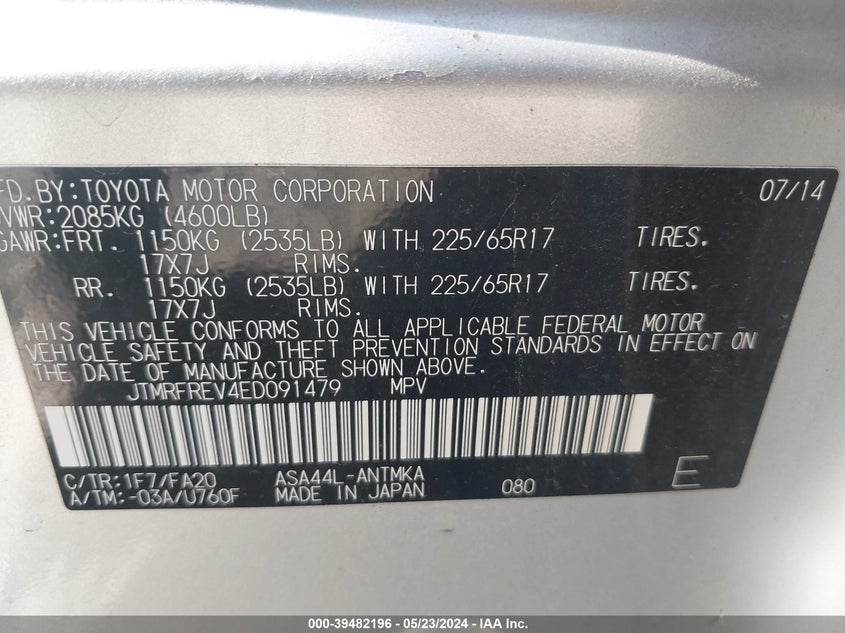 FD. BY: TOYOTA MOTOR CORPORATION 07/14
VWR: 2085KG (4600LB)
GAWR: FRT. 1150KG (2535LB) WITH 225/65R17 TIRES.
17X7J RIMS.
RR. 1150KG (2535LB) WITH 225/65R17 TIRES.
17X7J RIMS.
THIS VEHICLE CONFORMS TO ALL APPLICABLE FEDERAL MOTOR
VEHICLE SAFETY AND THEFT PREVENTION STANDARDS IN EFFECT ON
THE DATE OF MANUFACTURE SHOWN ABOVE.
JTMRFREV4ED091479 MPV
C/TR: 1F7/FA20 ASA44L-ANTMKA
A/TM: -03A/U760F MADE IN JAPAN 080 E
000-39482196 - 05/23/2024 - IAA Inc.